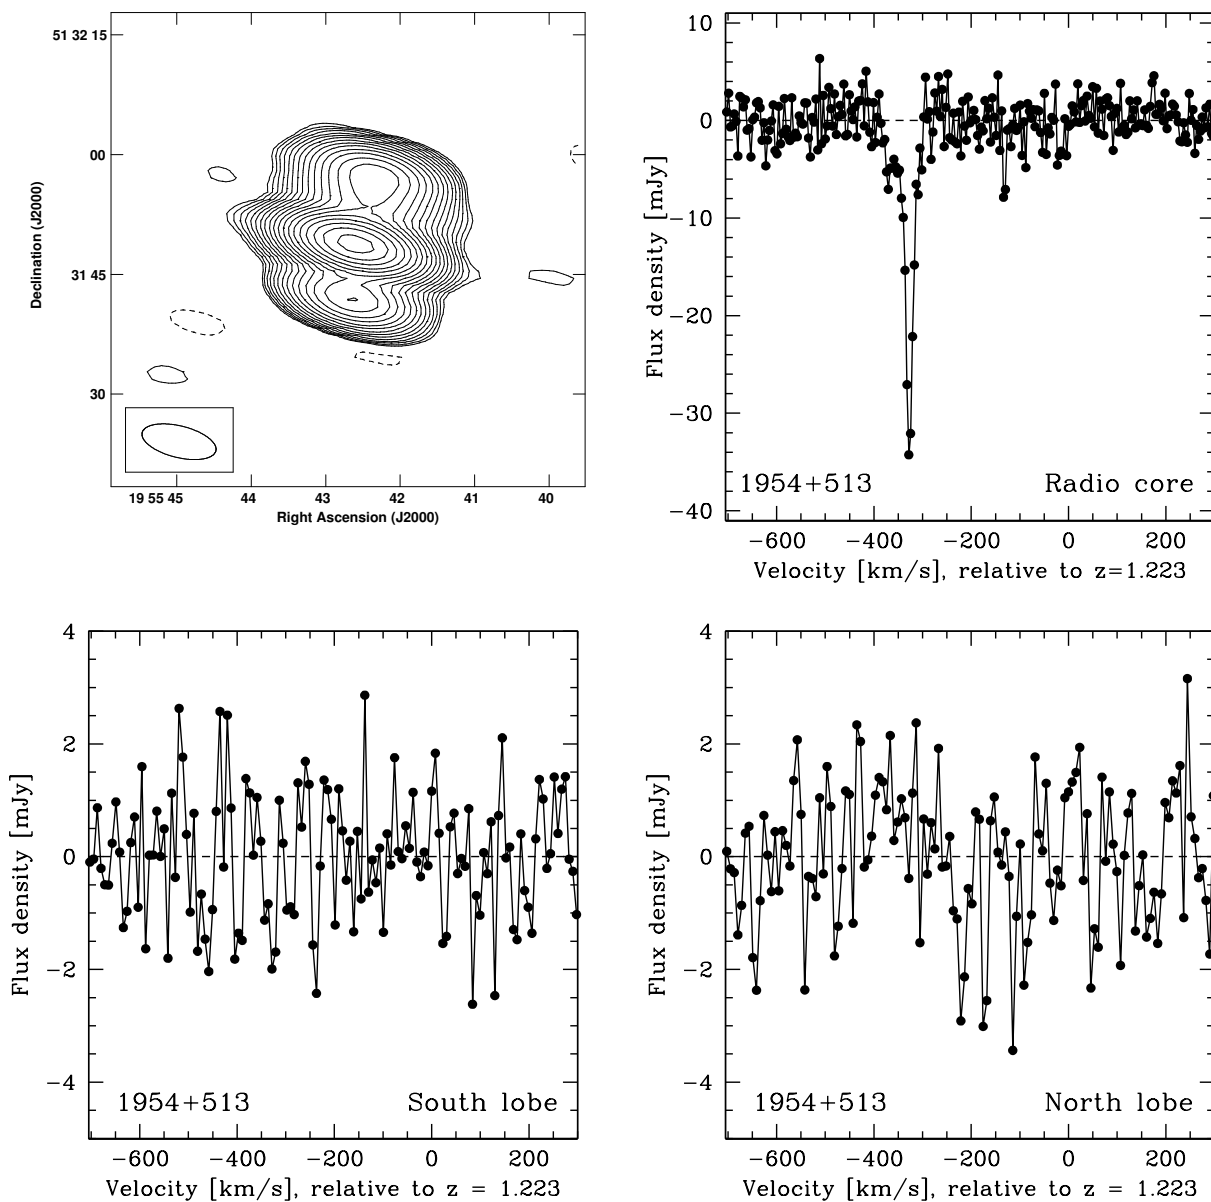 51 32 15
00
31 45
30
Declination (J2000)
19 55 45 44 43 42 41 40
Right Ascension (J2000)
10
0
−10
−20
−30
−40
Flux density [mJy]
1954+513 Radio core
−600 −400 −200 0 200
Velocity [km/s], relative to z=1.223
4
2
0
−2
−4
Flux density [mJy]
1954+513 South lobe
−600 −400 −200 0 200
Velocity [km/s], relative to z = 1.223
4
2
0
−2
−4
Flux density [mJy]
1954+513 North lobe
−600 −400 −200 0 200
Velocity [km/s], relative to z = 1.223